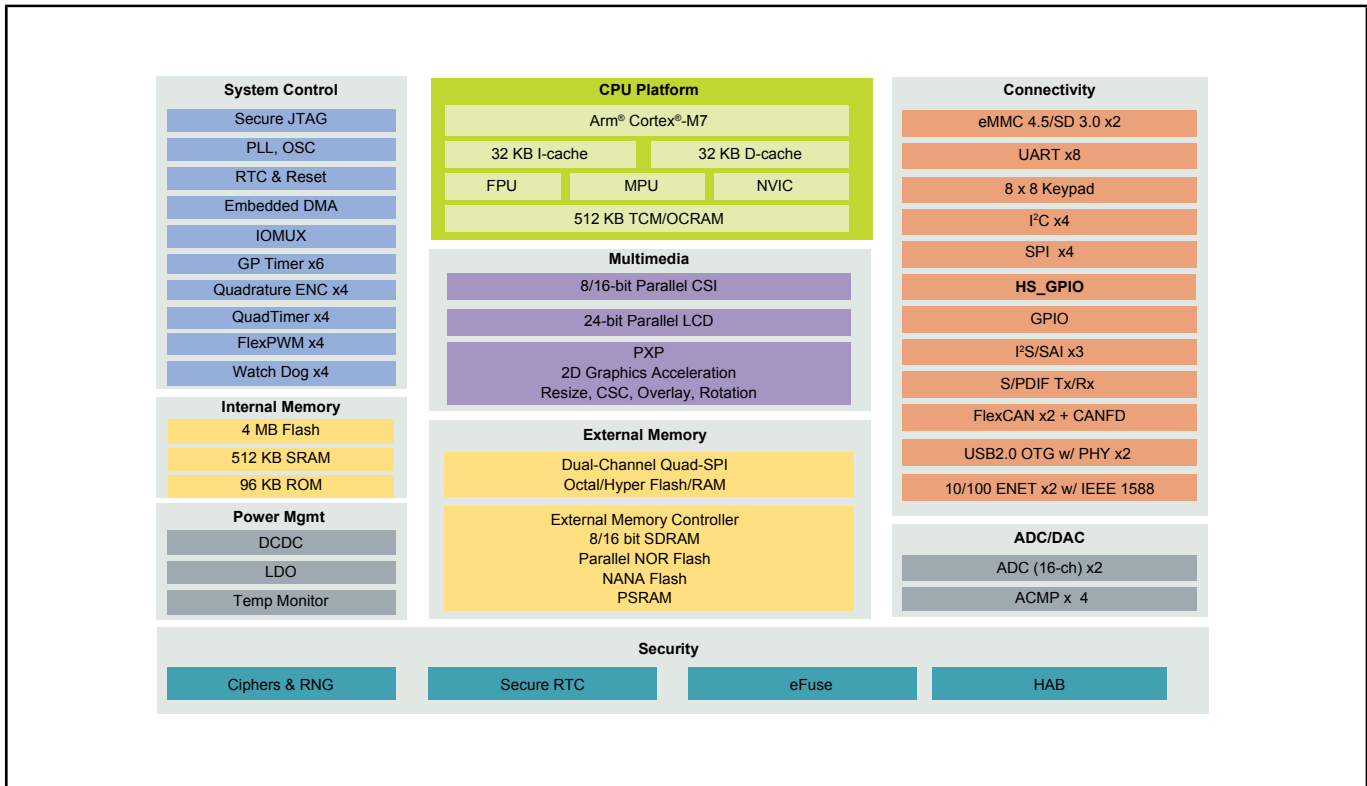 System Control
Secure JTAG
PLL, OSC
RTC & Reset
Embedded DMA
IOMUX
GP Timer x6
Quadrature ENC x4
QuadTimer x4
FlexPWM x4
Watch Dog x4
Internal Memory
4 MB Flash
512 KB SRAM
96 KB ROM
Power Mgmt
DCDC
LDO
Temp Monitor
CPU Platform
Arm® Cortex®-M7
32 KB I-cache
32 KB D-cache
FPU
MPU
NVIC
512 KB TCM/OCRAM
Multimedia
8/16-bit Parallel CSI
24-bit Parallel LCD
PXP
2D Graphics Acceleration
Resize, CSC, Overlay, Rotation
External Memory
Dual-Channel Quad-SPI
Octal/Hyper Flash/RAM
External Memory Controller
8/16 bit SDRAM
Parallel NOR Flash
NANA Flash
PSRAM
Connectivity
eMMC 4.5/SD 3.0 x2
UART x8
8 x 8 Keypad
I²C x4
SPI x4
HS_GPIO
GPIO
I²S/SAI x3
S/PDIF Tx/Rx
FlexCAN x2 + CANFD
USB2.0 OTG w/ PHY x2
10/100 ENET x2 w/ IEEE 1588
ADC/DAC
ADC (16-ch) x2
ACMP x 4
Security
Ciphers & RNG
Secure RTC
eFuse
HAB